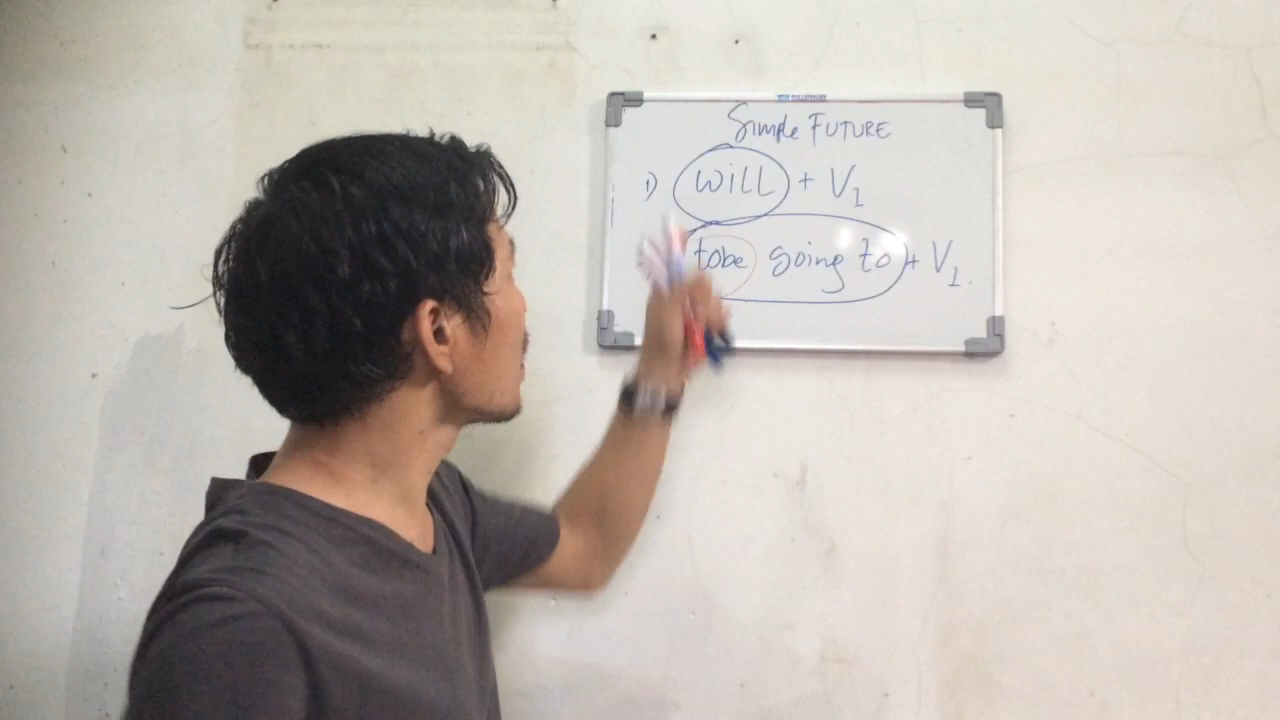 Simple FUTURE
1) will + V1
tobe going to + V1.